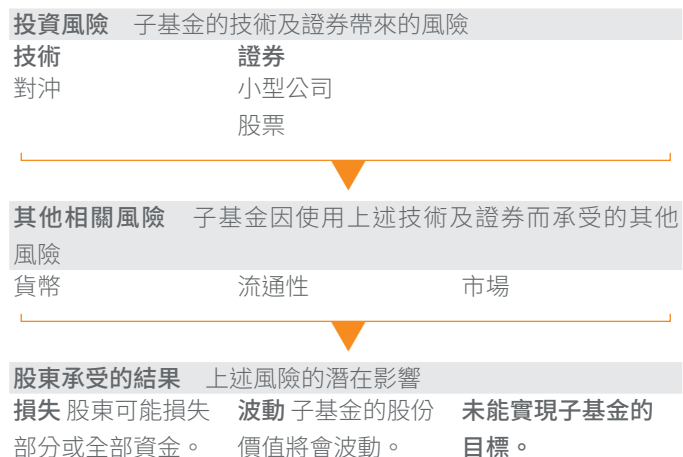 投資風險 子基金的技術及證券帶來的風險
技術 證券
對沖 小型公司
股票
其他相關風險 子基金因使用上述技術及證券而承受的其他
風險
貨幣 流通性 市場
股東承受的結果 上述風險的潛在影響
損失 股東可能損失 波動 子基金的股份 未能實現子基金的
部分或全部資金。 價值將會波動。 目標。